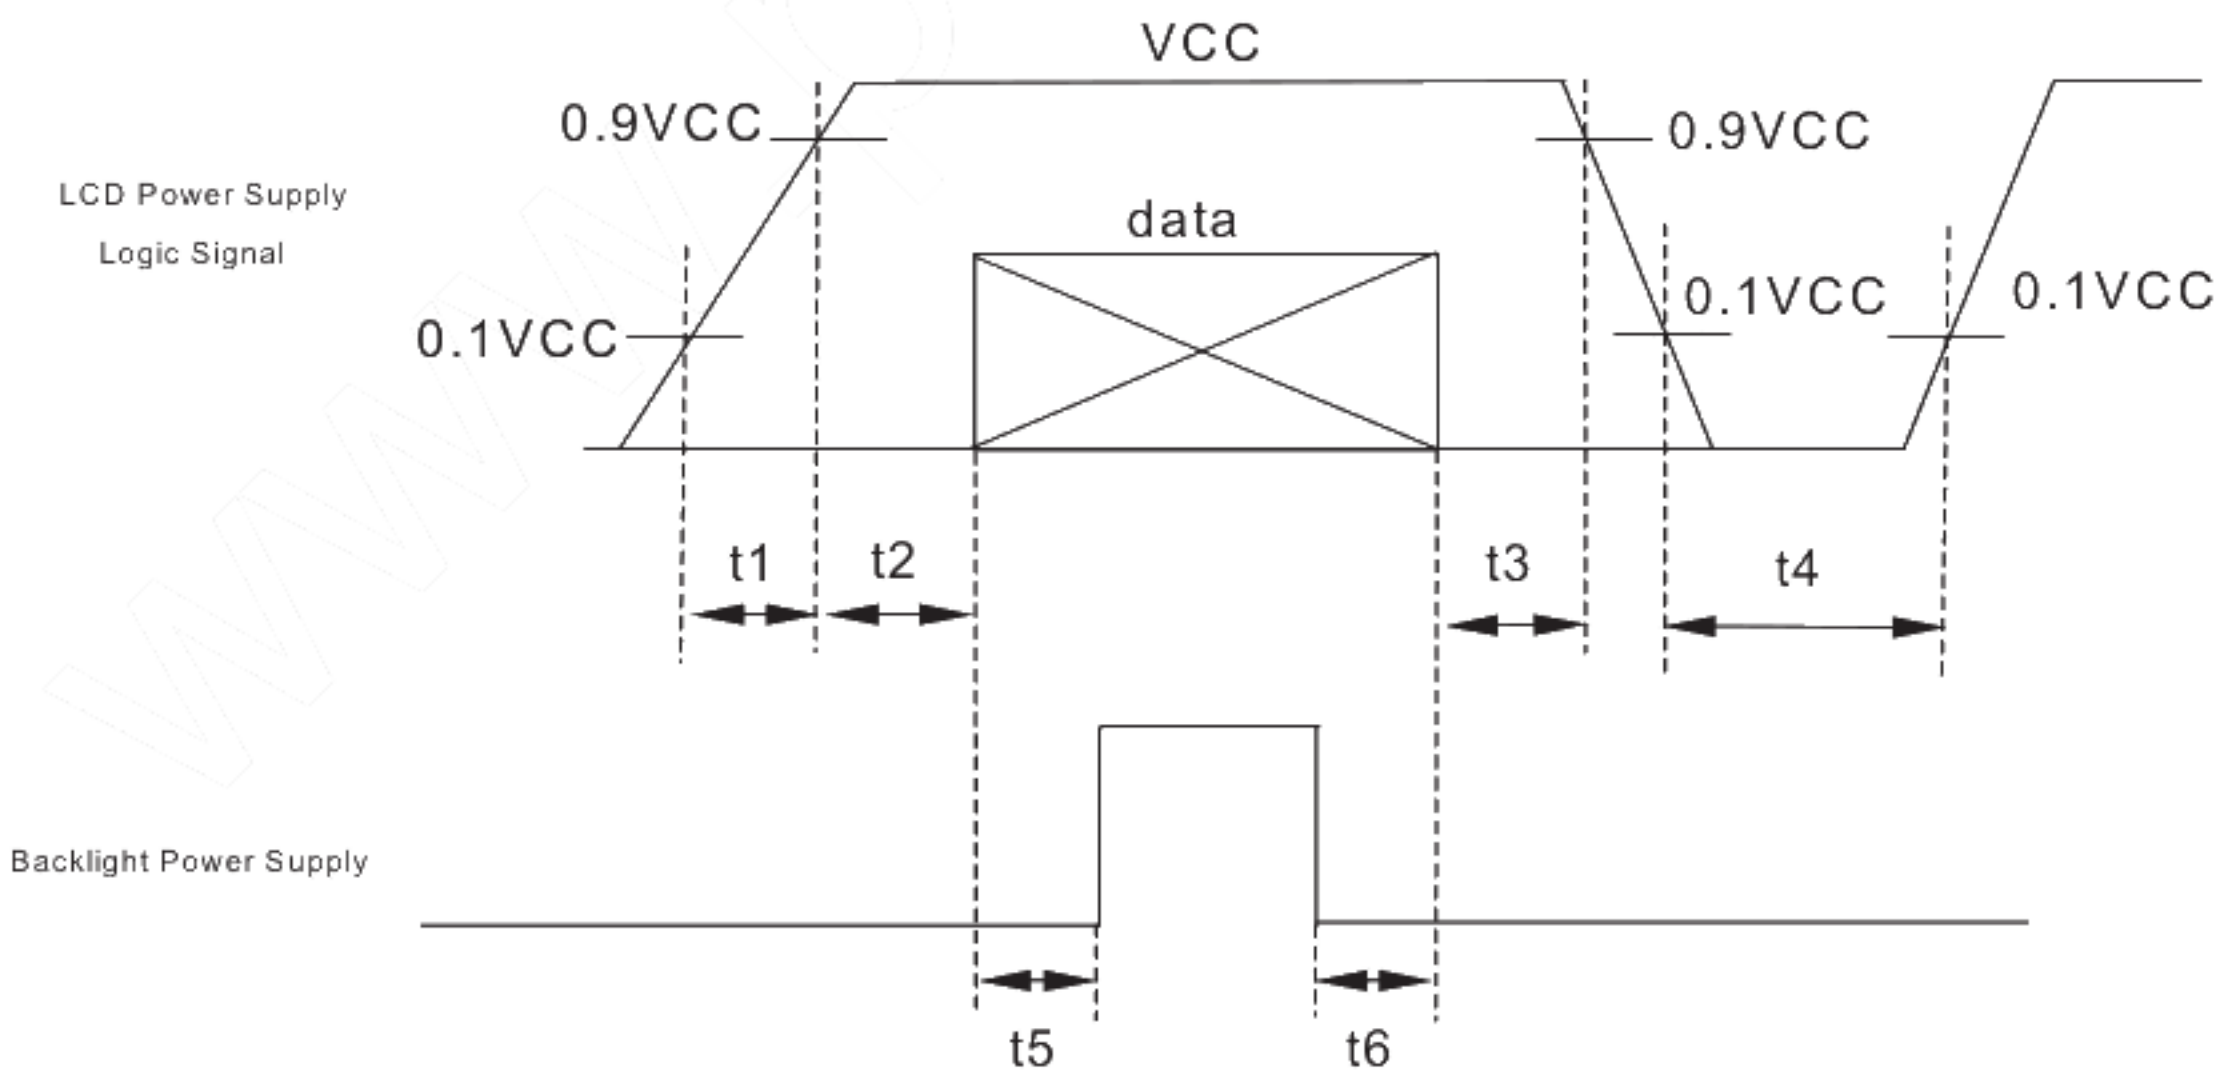 VCC
0.9VCC
0.9VCC
LCD Power Supply
Logic Signal
data
0.1VCC
0.1VCC
0.1VCC
t1
t2
t3
t4
Backlight Power Supply
t5
t6